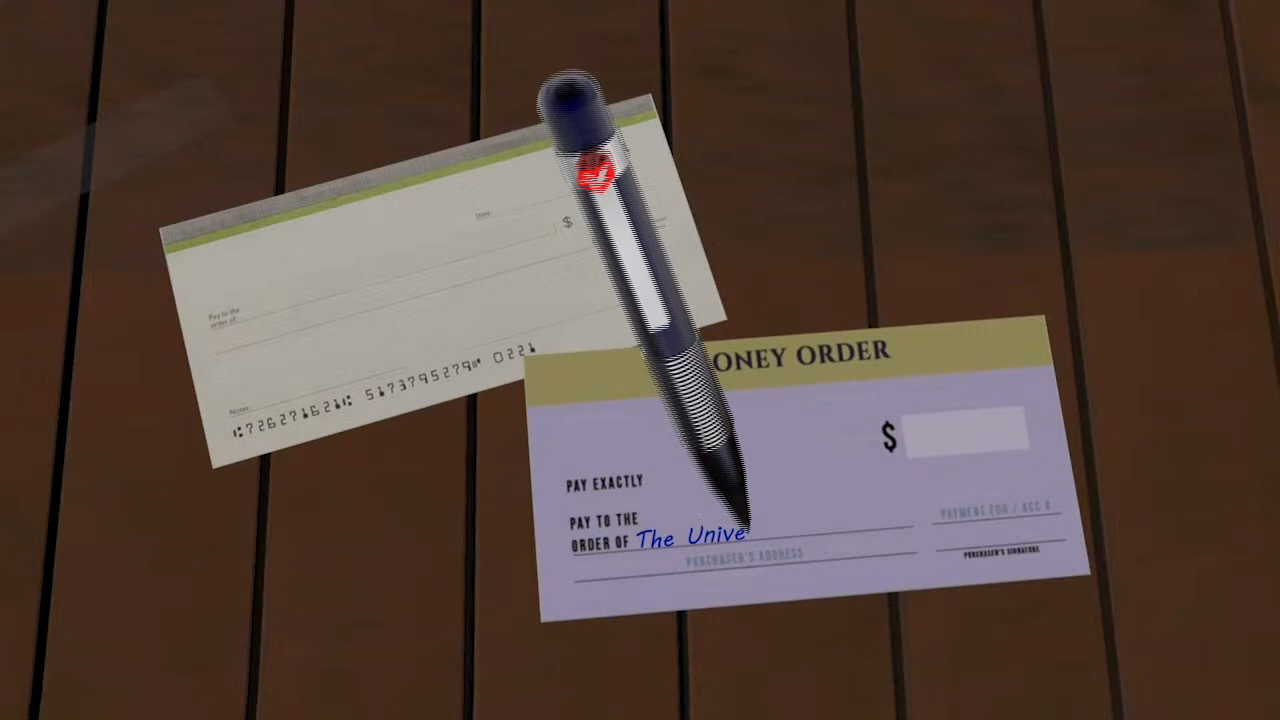 Date:
$
Pay to the
order of:
Notes
⑆726271621⑆ 5173795279⑈ 0221
ONEY ORDER
$
PAY EXACTLY
PAY TO THE
ORDER OF The Unive
PURCHASER'S ADDRESS
PAYMENT FOR / ACC #
PURCHASER'S SIGNATURE